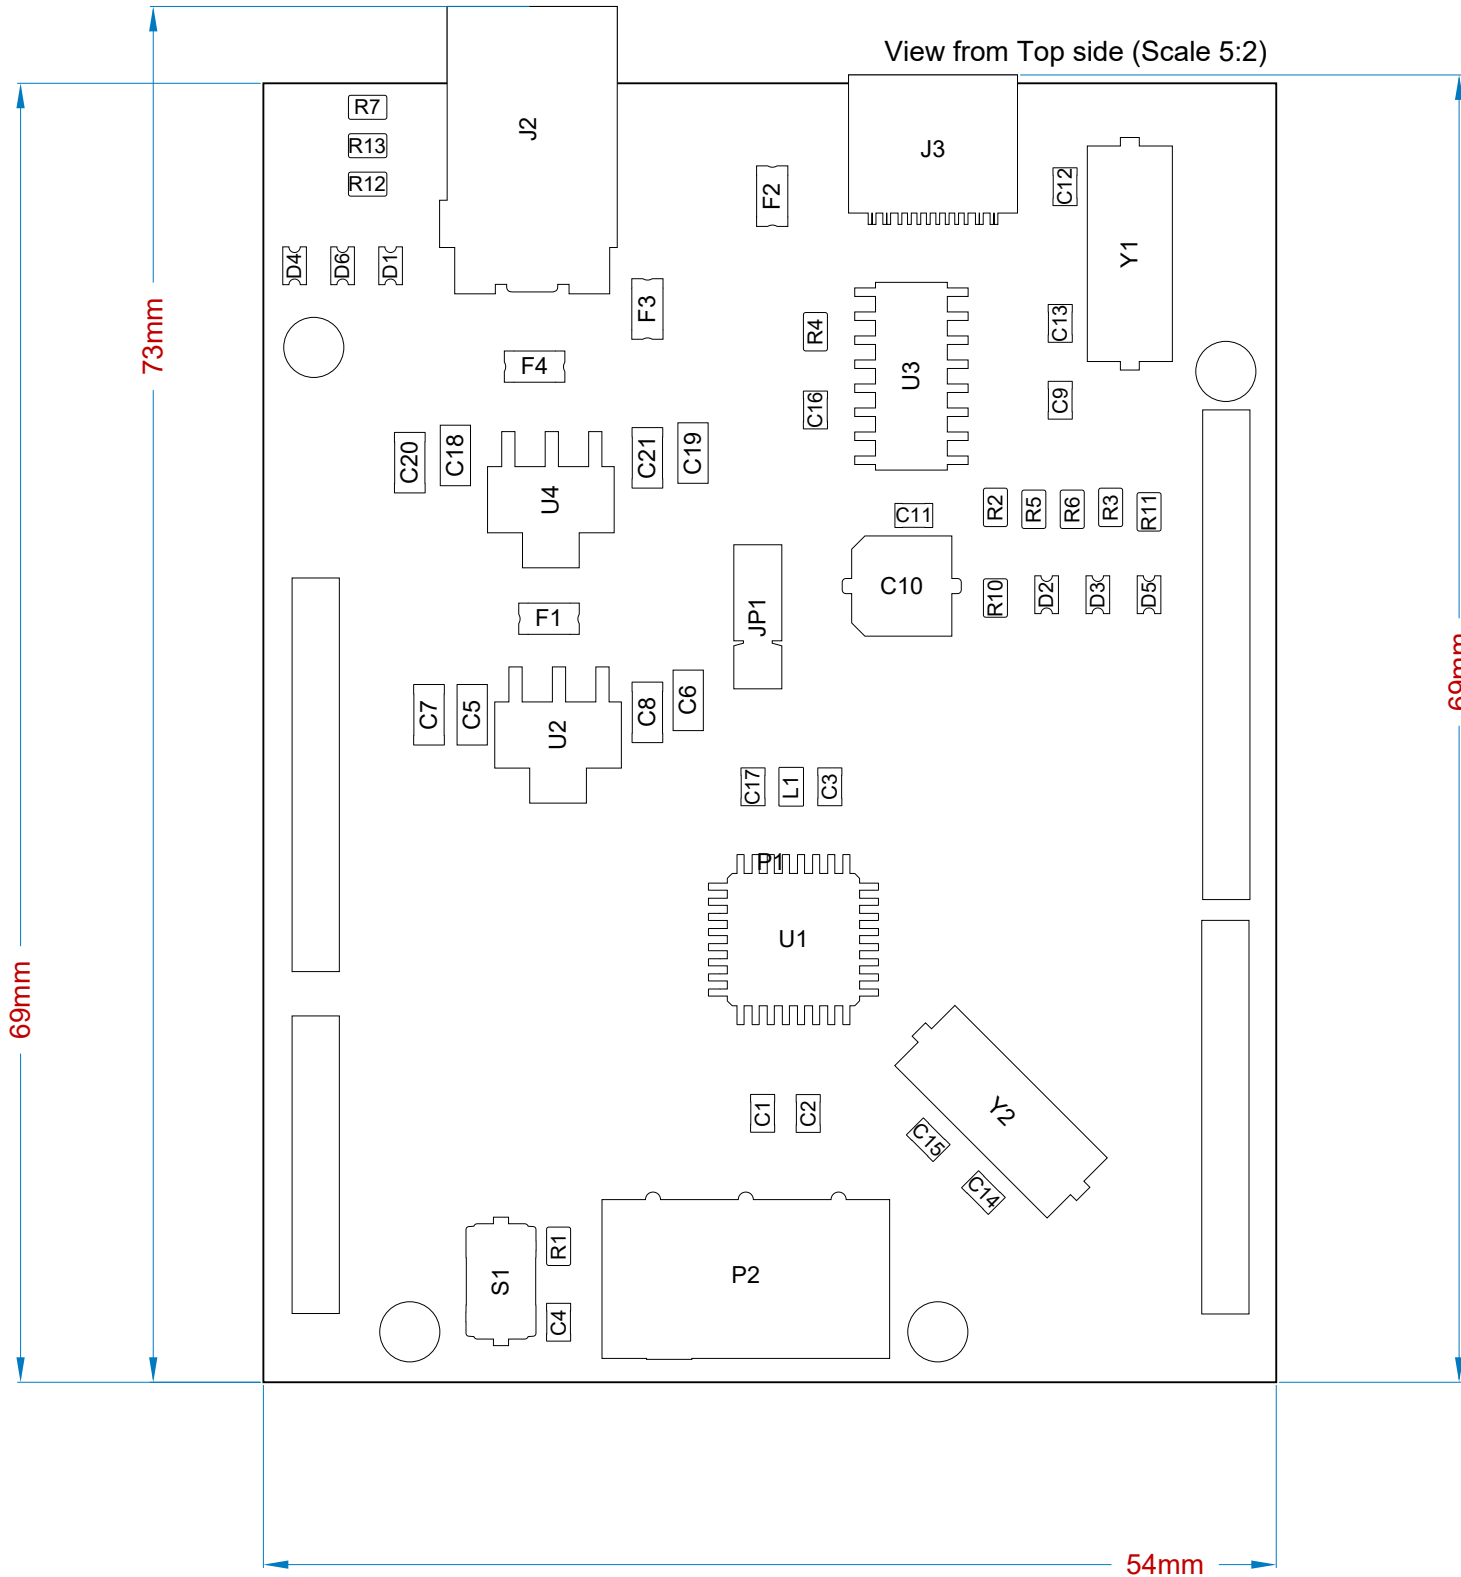 View from Top side (Scale 5:2)
R7
J2
R13
J3
R12
C12
F2
Y1
D4
D6
D1
F3
C13
R4
73mm
F4
U3
C9
C16
C20
C18
C21
C19
U4
C11
R2
R5
R6
R3
R11
C10
R10
D2
D3
D5
F1
JP1
69mm
C7
C5
U2
C8
C6
C17
L1
C3
P1
U1
69mm
C1
C2
Y2
C15
C14
R1
S1
P2
C4
54mm